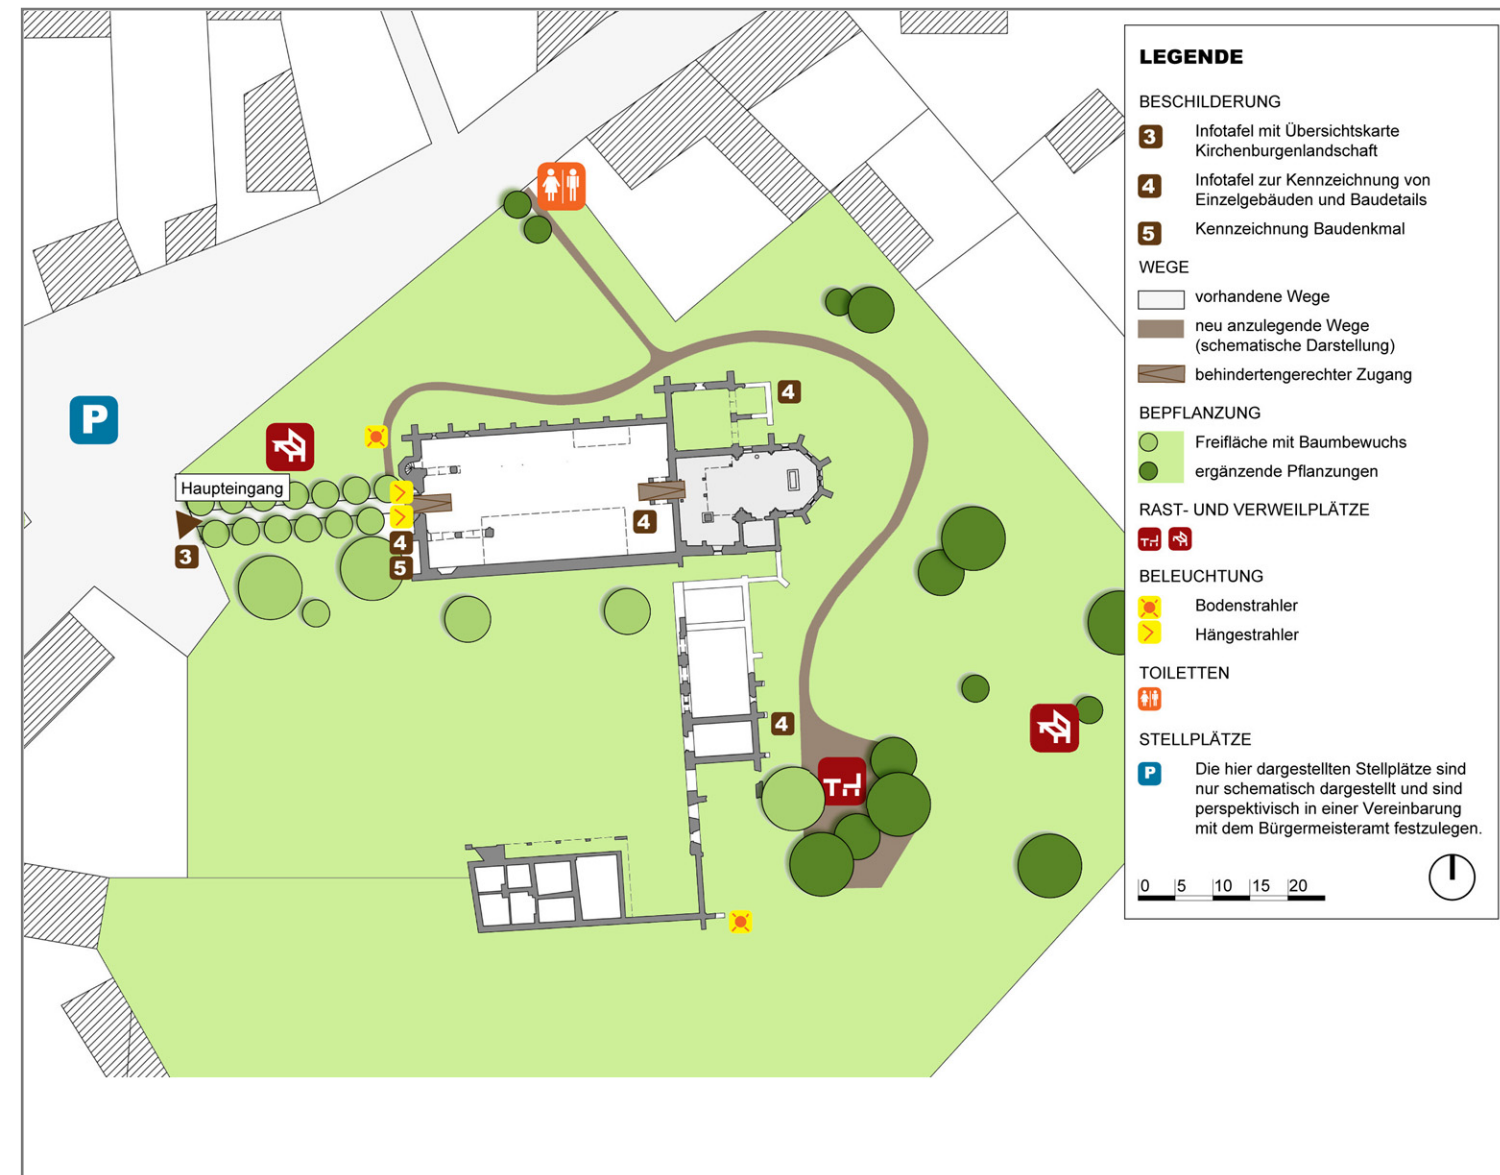 P
Haupteingang
3
4
5
4
4
4
LEGENDE
BESCHILDERUNG
3 Infotafel mit Übersichtskarte
Kirchenburgenlandschaft
4 Infotafel zur Kennzeichnung von
Einzelgebäuden und Baudetails
5 Kennzeichnung Baudenkmal
WEGE
vorhandene Wege
neu anzulegende Wege
(schematische Darstellung)
behindertengerechter Zugang
BEPFLANZUNG
Freifläche mit Baumbewuchs
ergänzende Pflanzungen
RAST- UND VERWEILPLÄTZE
BELEUCHTUNG
Bodenstrahler
Hängestrahler
TOILETTEN
STELLPLÄTZE
P Die hier dargestellten Stellplätze sind
nur schematisch dargestellt und sind
perspektivisch in einer Vereinbarung
mit dem Bürgermeisteramt festzulegen.
0 5 10 15 20